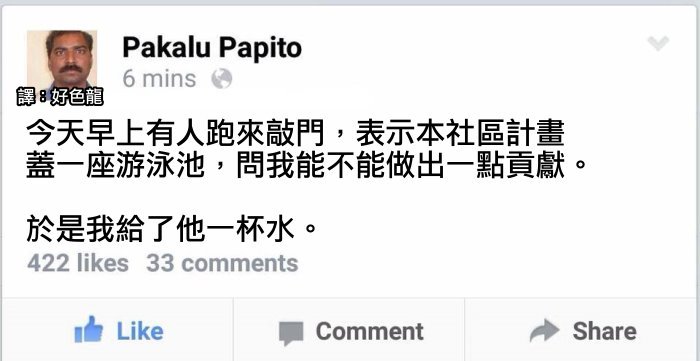 Pakalu Papito
6 mins
譯：好色龍
今天早上有人跑來敲門，表示本社區計畫
蓋一座游泳池，問我能不能做出一點貢獻。
於是我給了他一杯水。
422 likes 33 comments
Like Comment Share